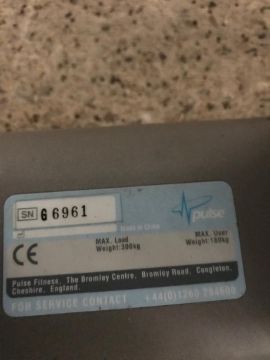 SN 66961
pulse
Made in China
MAX. Load
Weight:300kg
MAX. User
Weight:180kg
CE
Pulse Fitness, The Bromley Centre, Bromley Road, Congleton,
Cheshire, England.
FOR SERVICE CONTACT +44(0)1260 294600